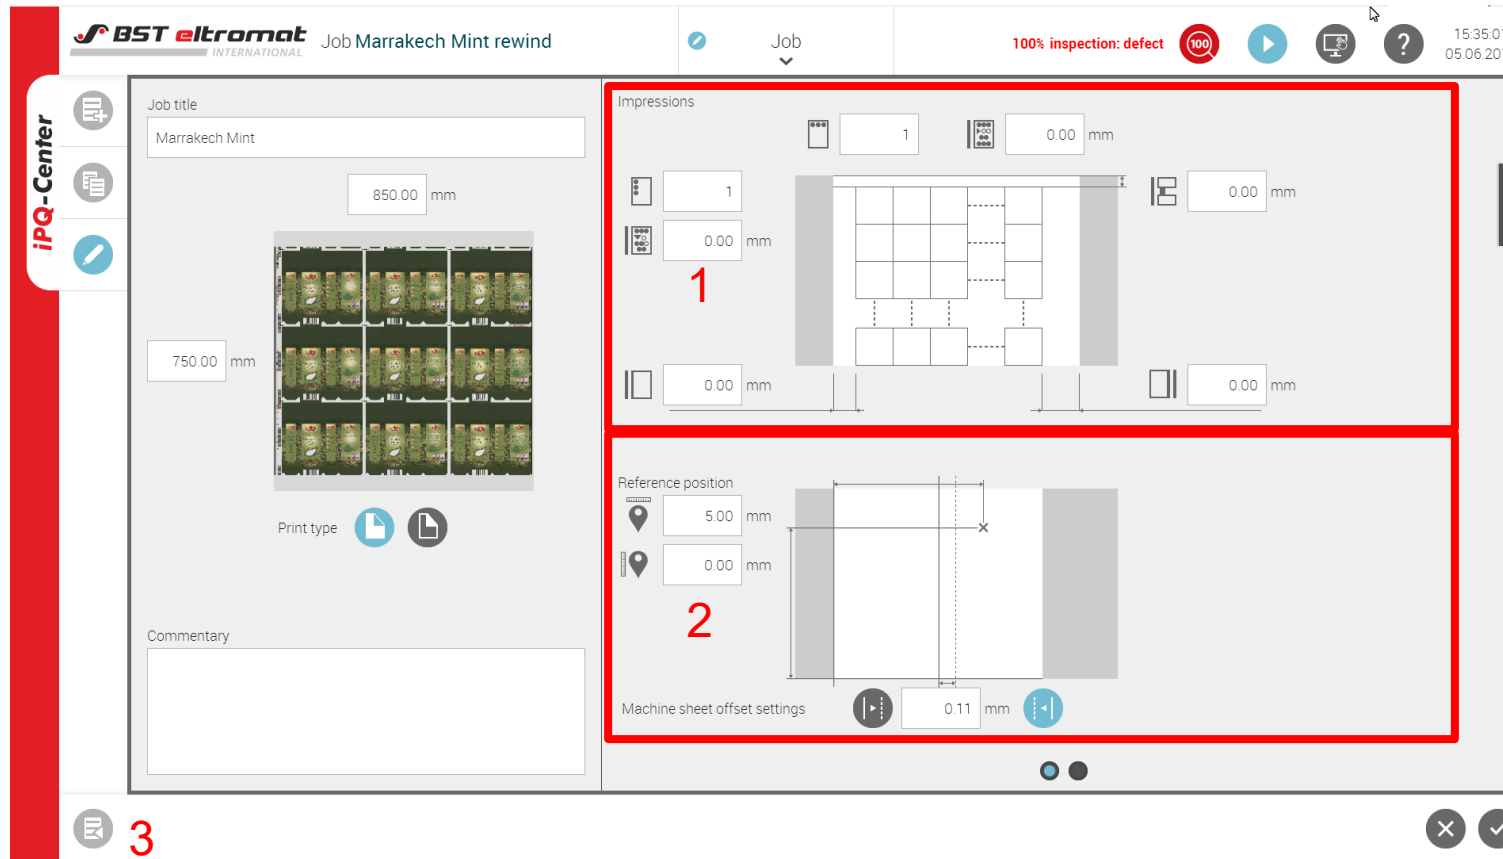 BST eltromat
INTERNATIONAL
Job Marrakech Mint rewind
Job
100% inspection: defect
100
?
15:35:0
05.06.20
iPQ-Center
Job title
Marrakech Mint
850.00 mm
750.00 mm
Print type
Commentary
Impressions
1
0.00 mm
1
0.00 mm
0.00 mm
1
0.00 mm
0.00 mm
Reference position
5.00 mm
0.00 mm
2
Machine sheet offset settings
0.11 mm
3